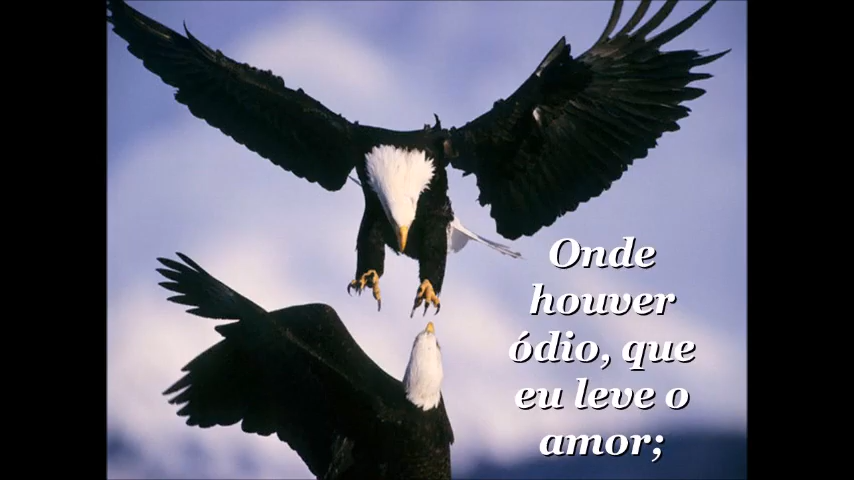 Onde
houver
ódio, que
eu leve o
amor;